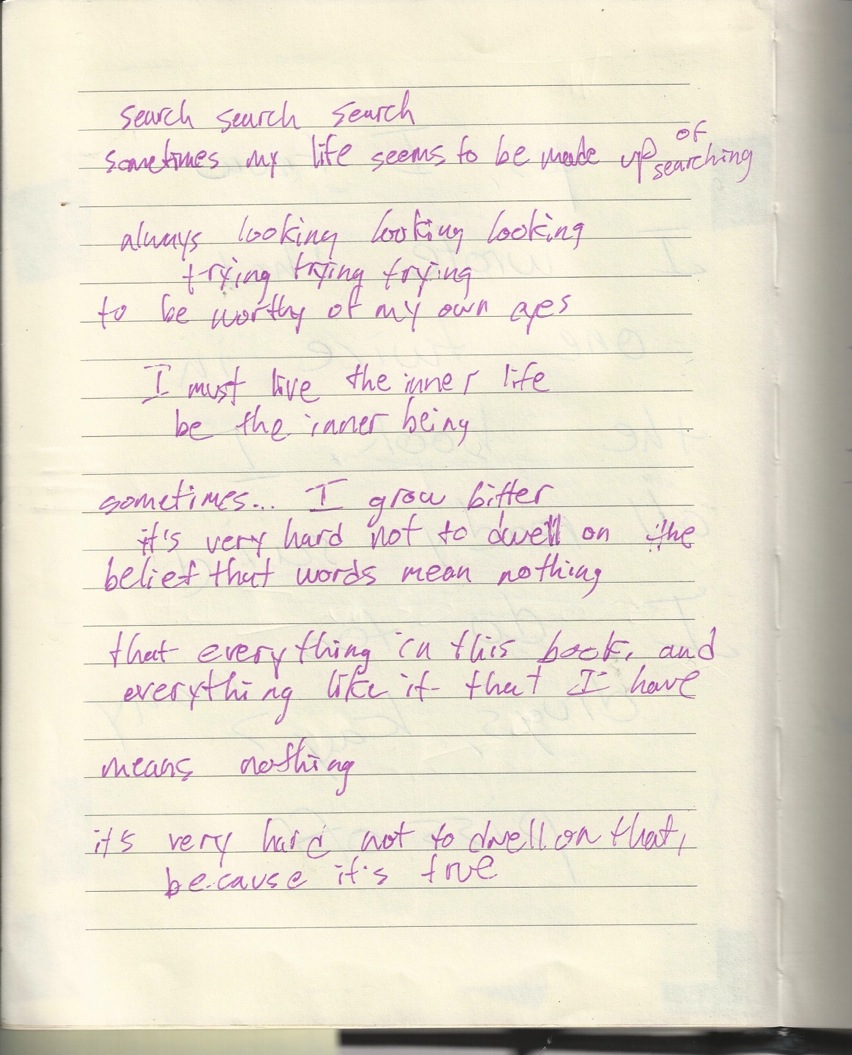 search search search
sometimes my life seems to be made up of searching
always looking looking looking
trying trying trying
to be worthy of my own eyes
I must live the inner life
be the inner being
sometimes... I grow bitter
it's very hard not to dwell on the
belief that words mean nothing
that everything in this book, and
everything like it that I have
means nothing
it's very hard not to dwell on that,
because it's true